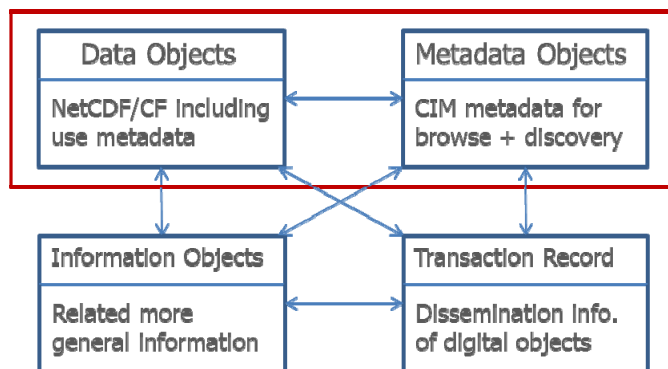 Data Objects
NetCDF/CF including
use metadata
Metadata Objects
CIM metadata for
browse + discovery
Information Objects
Related more
general information
Transaction Record
Dissemination info.
of digital objects